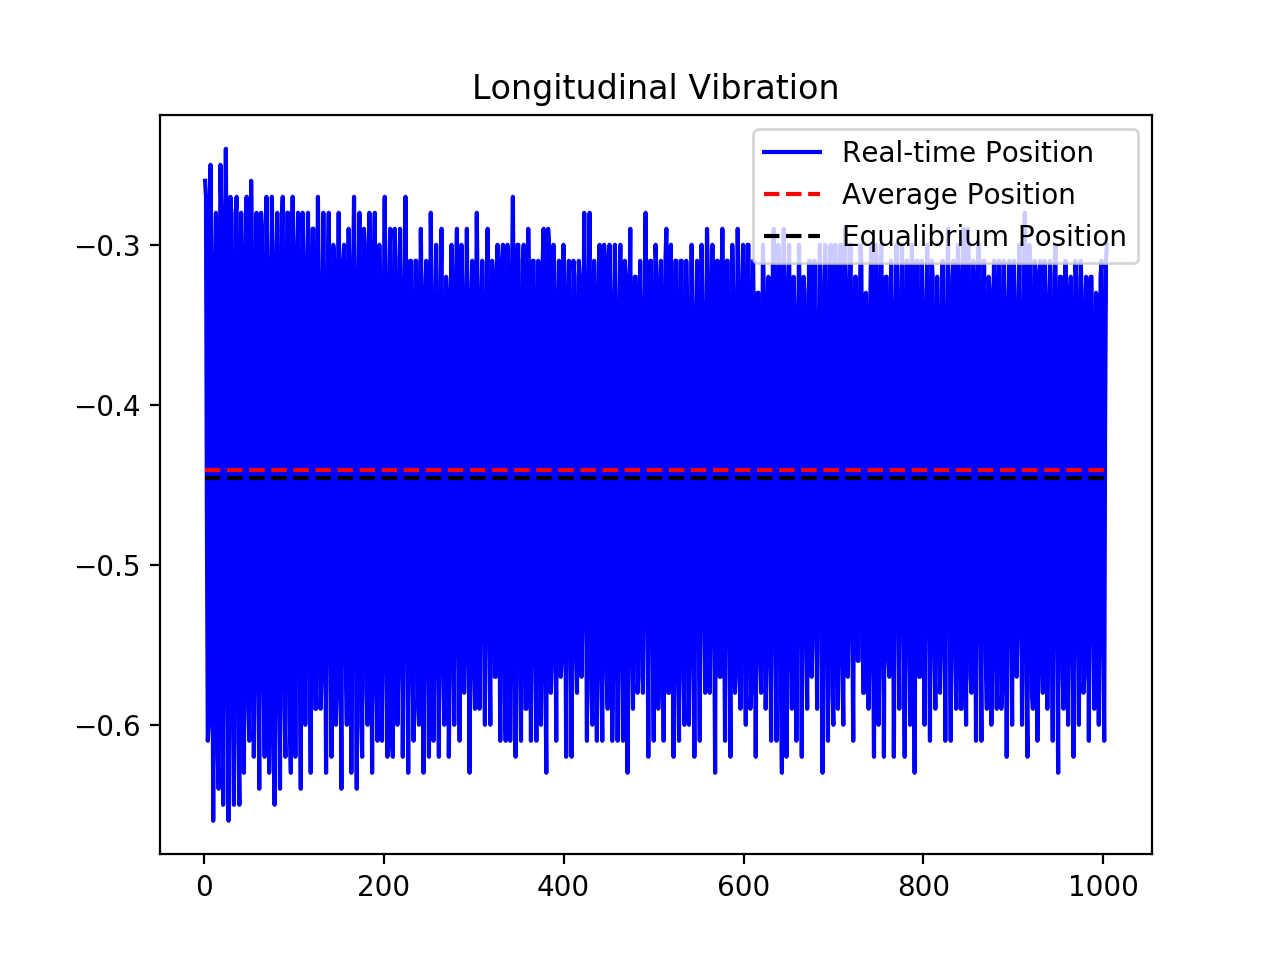 Longitudinal Vibration
Real-time Position
Average Position
Equalibrium Position
−0.3
−0.4
−0.5
−0.6
0 200 400 600 800 1000